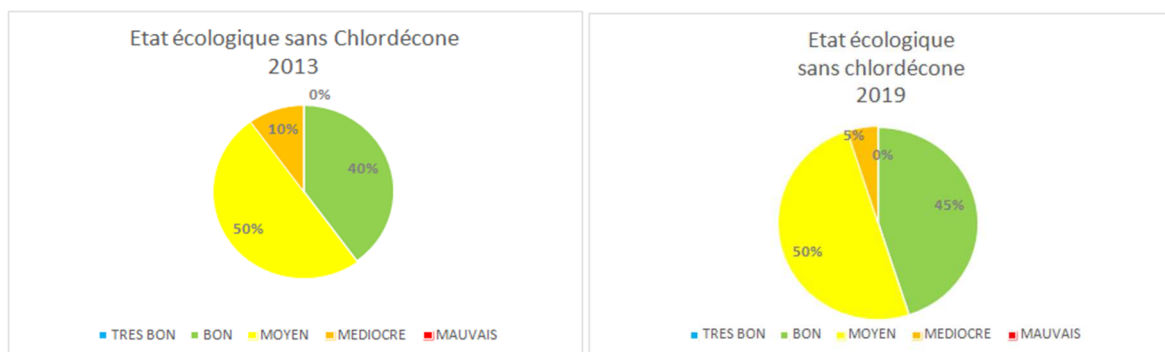 Etat écologique sans Chlordécone
2013
0%
10%
40%
50%
TRES BON BON MOYEN MEDIOCRE MAUVAIS
Etat écologique
sans chlordécone
2019
5%
0%
45%
50%
TRES BON BON MOYEN MEDIOCRE MAUVAIS